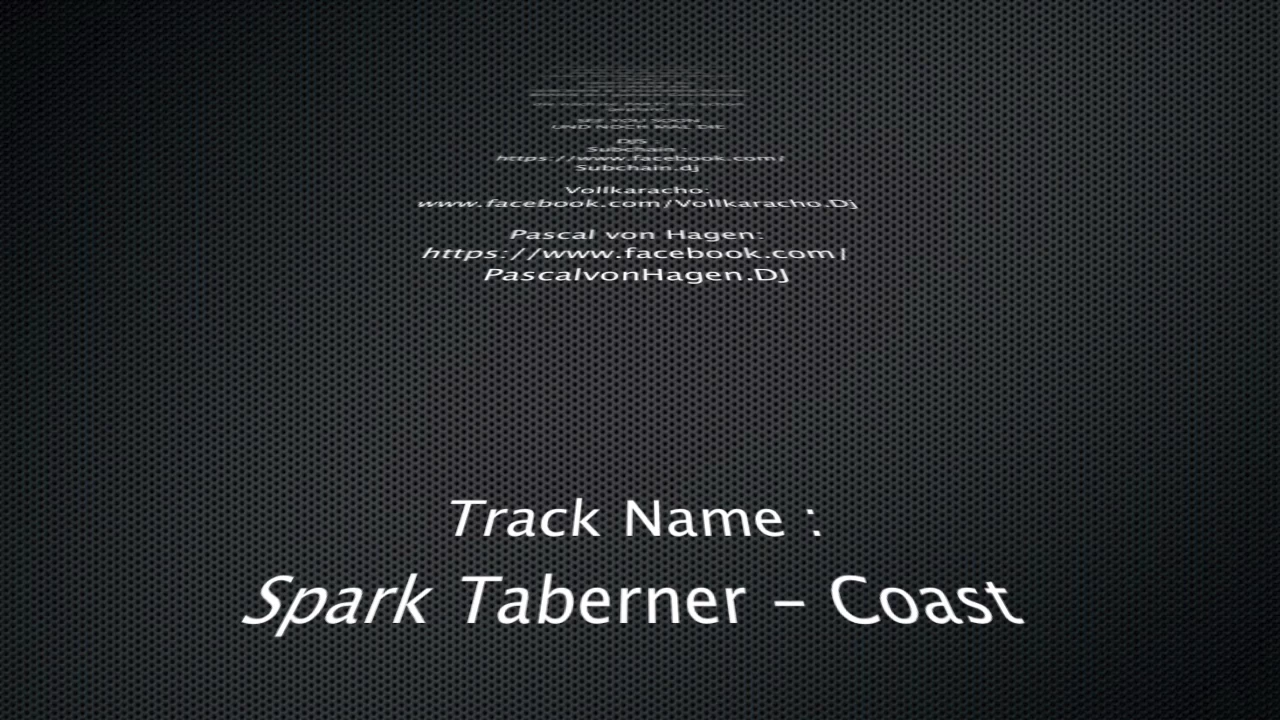 SEE YOU SOON
UND NOCH MAL DIE
DJS
Subchain :
https://www.facebook.com/
Subchain.dj
Vollkaracho:
www.facebook.com/Vollkaracho.Dj
Pascal von Hagen:
https://www.facebook.com/
PascalvonHagen.DJ
Track Name :
Spark Taberner - Coast